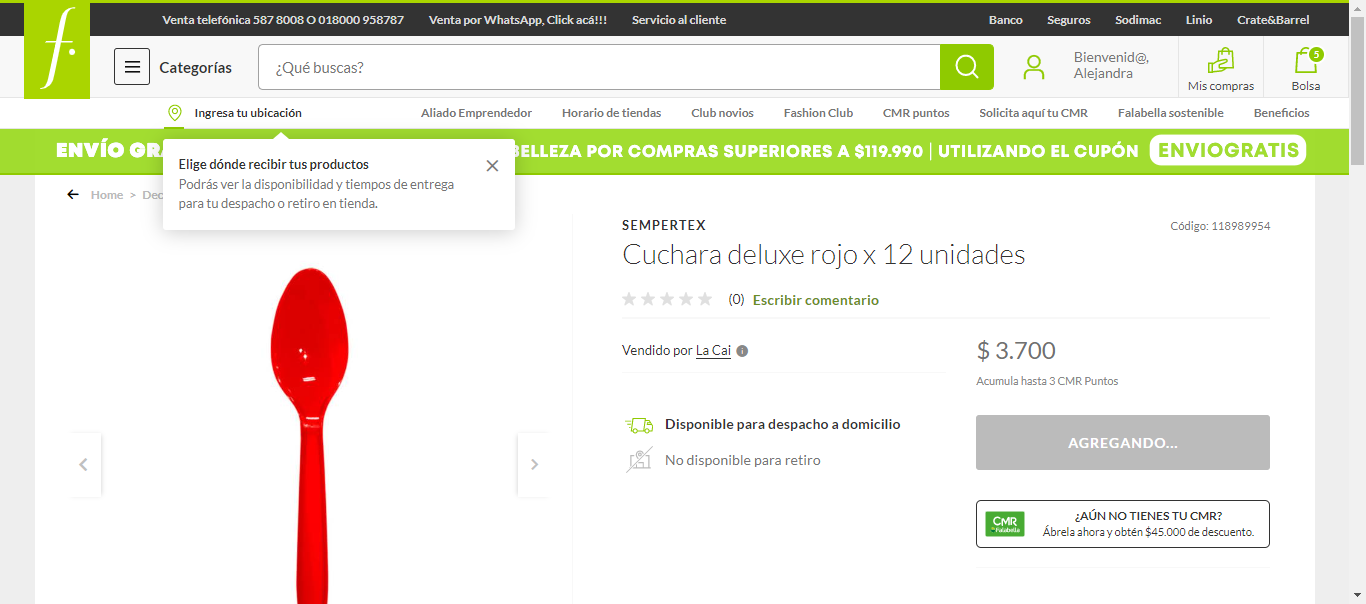 Venta telefónica 587 8008 O 018000 958787
Venta por WhatsApp, Click acá!!!
Servicio al cliente
Banco
Seguros
Sodimac
Linio
Crate&Barrel
f.
Categorías
¿Qué buscas?
Bienvenid@,
Alejandra
Mis compras
5
Bolsa
Ingresa tu ubicación
Aliado Emprendedor
Horario de tiendas
Club novios
Fashion Club
CMR puntos
Solicita aquí tu CMR
Falabella sostenible
Beneficios
ENVÍO GRA
BELLEZA POR COMPRAS SUPERIORES A $119.990 | UTILIZANDO EL CUPÓN
ENVIOGRATIS
Elige dónde recibir tus productos
Podrás ver la disponibilidad y tiempos de entrega
para tu despacho o retiro en tienda.
Home > Dec
SEMPERTEX
Código: 118989954
Cuchara deluxe rojo x 12 unidades
(0) Escribir comentario
Vendido por La Cai
$ 3.700
Acumula hasta 3 CMR Puntos
Disponible para despacho a domicilio
No disponible para retiro
AGREGANDO...
CMR
Falabella
¿AÚN NO TIENES TU CMR?
Ábrela ahora y obtén $45.000 de descuento.